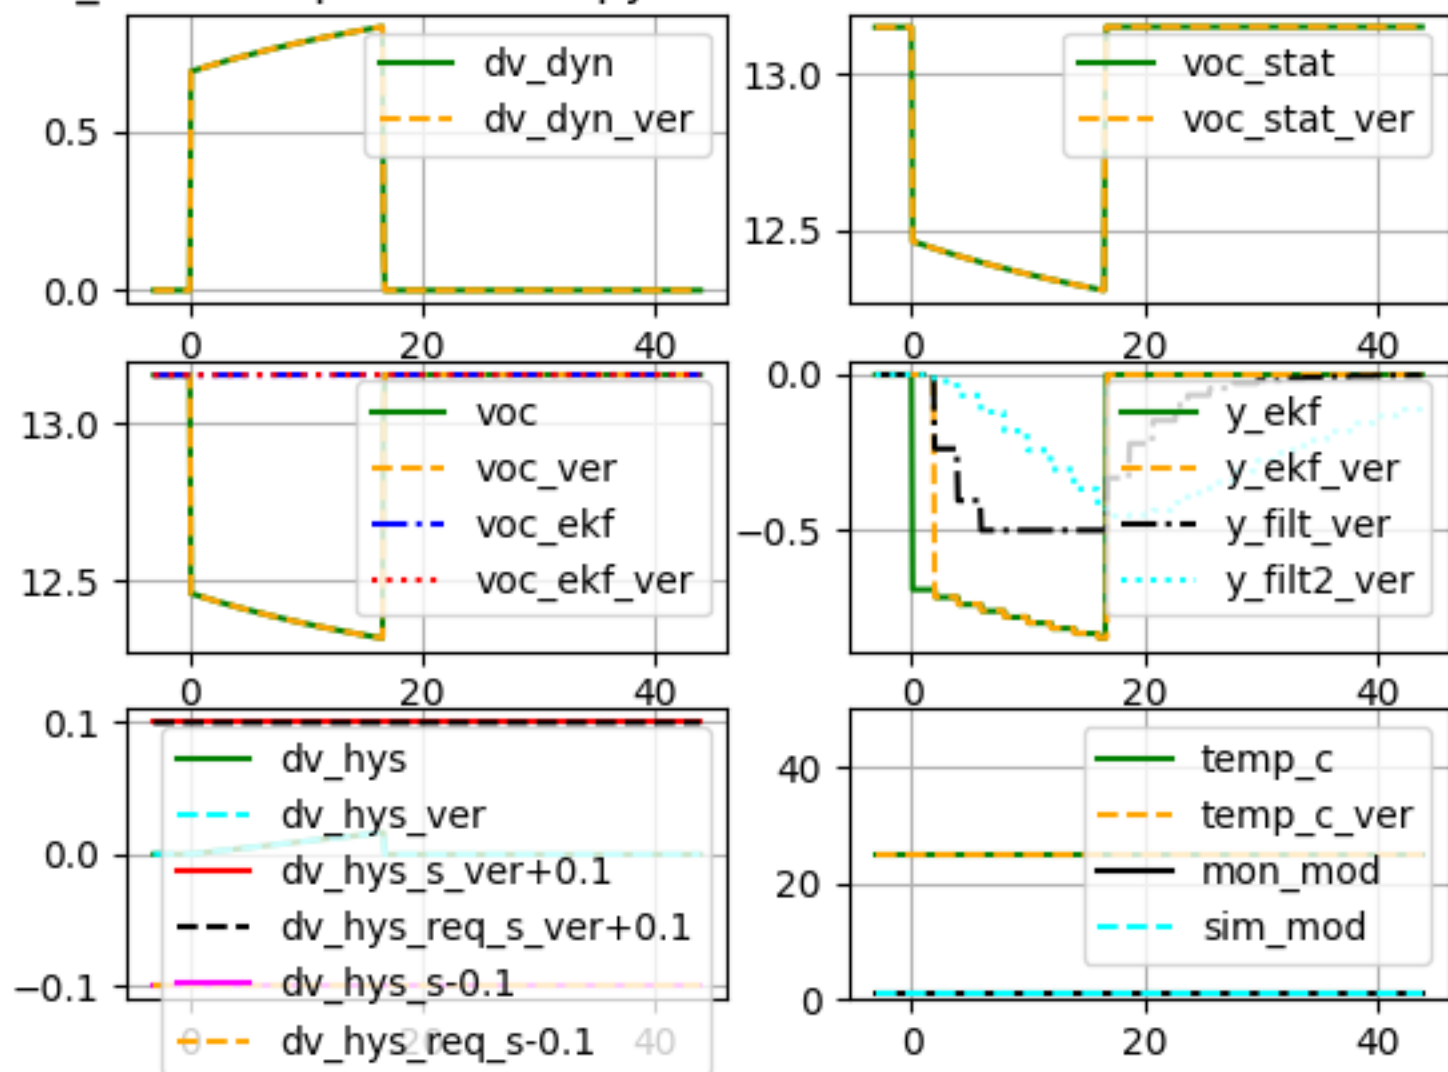 0.5
0.0
dv_dyn
dv_dyn_ver
0 20 40
13.0
12.5
voc_stat
voc_stat_ver
0 20 40
13.0
12.5
voc
voc_ver
voc_ekf
voc_ekf_ver
0 20 40
0.0
−0.5
y_ekf
y_ekf_ver
y_filt_ver
y_filt2_ver
0 20 40
0.1
0.0
−0.1
dv_hys
dv_hys_ver
dv_hys_s_ver+0.1
dv_hys_req_s_ver+0.1
dv_hys_s-0.1
dv_hys_req_s-0.1
0 20 40
40
20
0
temp_c
temp_c_ver
mon_mod
sim_mod
0 20 40